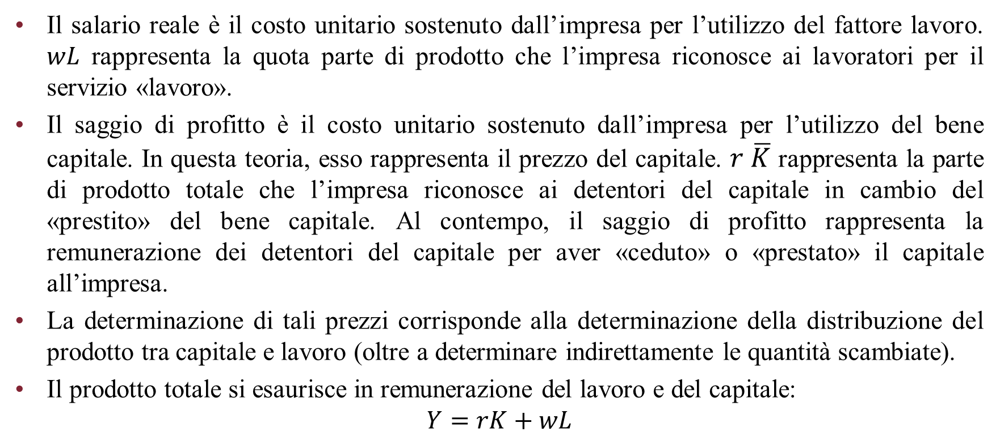 • Il salario reale è il costo unitario sostenuto dall’impresa per l’utilizzo del fattore lavoro.
wL rappresenta la quota parte di prodotto che l’impresa riconosce ai lavoratori per il
servizio «lavoro».
• Il saggio di profitto è il costo unitario sostenuto dall’impresa per l’utilizzo del bene
capitale. In questa teoria, esso rappresenta il prezzo del capitale. r K̅ rappresenta la parte
di prodotto totale che l’impresa riconosce ai detentori del capitale in cambio del
«prestito» del bene capitale. Al contempo, il saggio di profitto rappresenta la
remunerazione dei detentori del capitale per aver «ceduto» o «prestato» il capitale
all’impresa.
• La determinazione di tali prezzi corrisponde alla determinazione della distribuzione del
prodotto tra capitale e lavoro (oltre a determinare indirettamente le quantità scambiate).
• Il prodotto totale si esaurisce in remunerazione del lavoro e del capitale:
Y = rK + wL